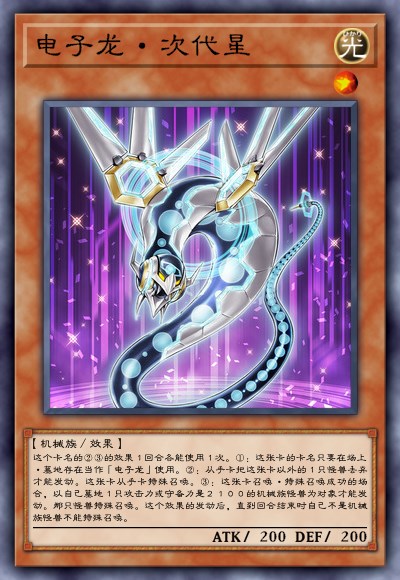 电子龙・次代星
光
ひかり
【机械族／效果】
这个卡名的②③的效果1回合各能使用1次。①：这张卡的卡名只要在场上
・墓地存在当作「电子龙」使用。②：从手卡把这张卡以外的1只怪兽丢弃
才能发动。这张卡从手卡特殊召唤。③：这张卡召唤・特殊召唤成功的场
合，以自己墓地1只攻击力或守备力是2100的机械族怪兽为对象才能发
动。那只怪兽特殊召唤。这个效果的发动后，直到回合结束时自己不是机械
族怪兽不能特殊召唤。
ATK/ 200 DEF/ 200